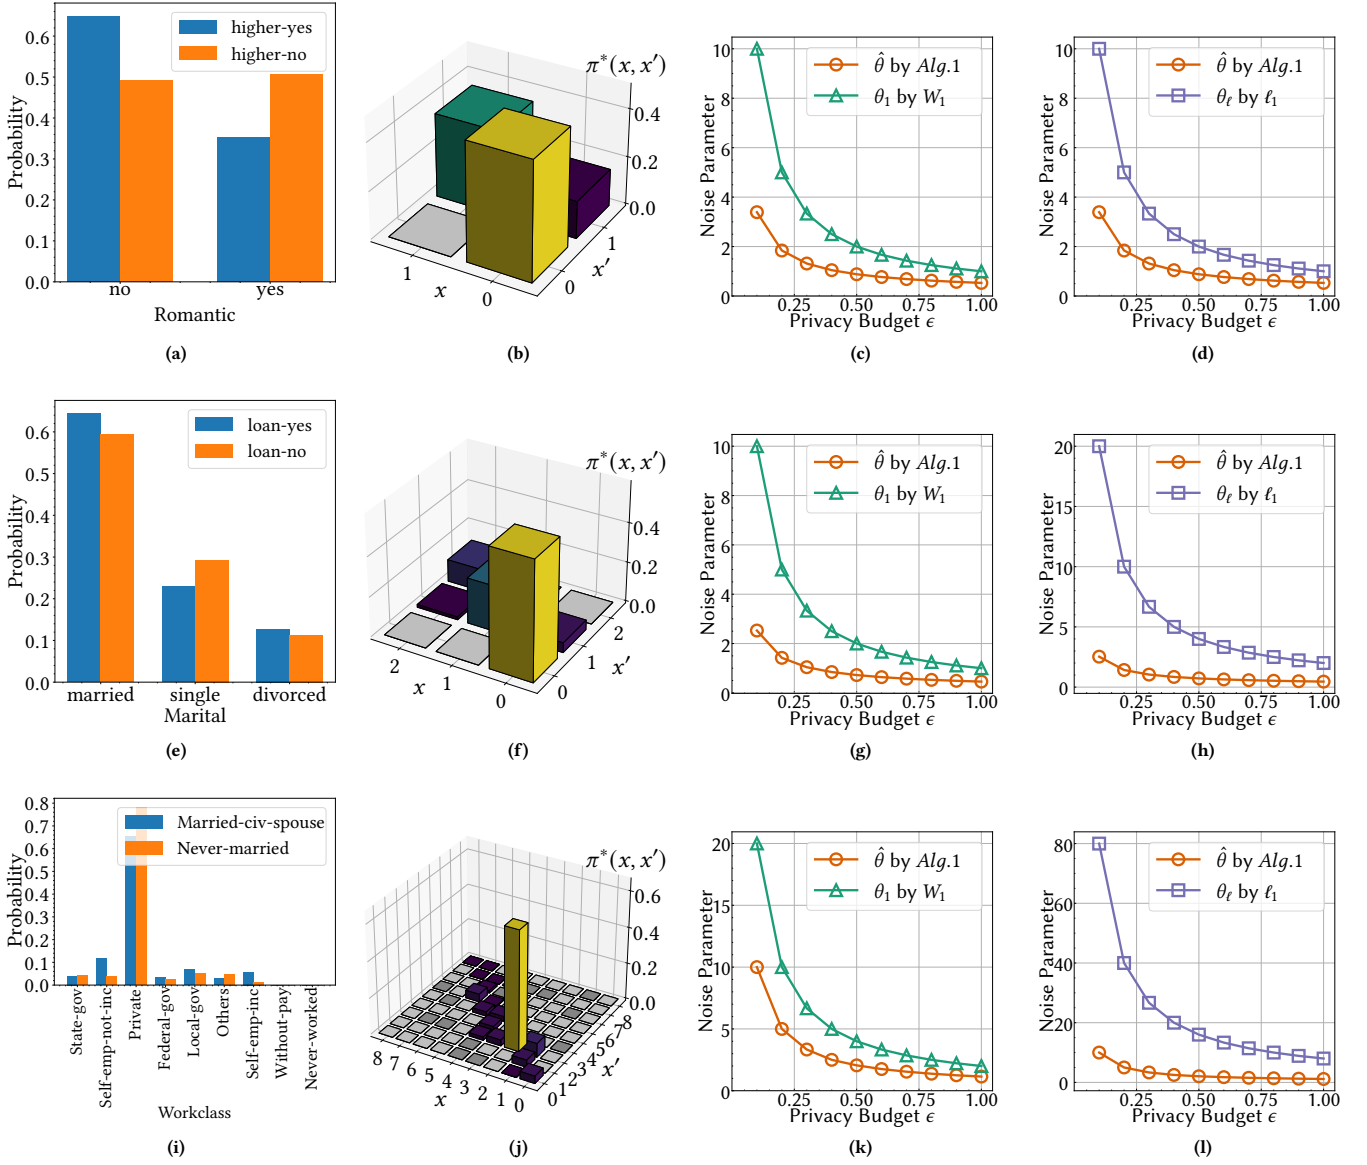 0.6
0.5
0.4
0.3
0.2
0.1
0.0
Probability
higher-yes
higher-no
no
yes
Romantic
(a)
π*(x, x′)
0.4
0.2
0.0
1
0
x
0
1
x′
(b)
10
8
6
4
2
0
Noise Parameter
θ̂ by Alg.1
θ₁ by W₁
0.25 0.50 0.75 1.00
Privacy Budget ϵ
(c)
10
8
6
4
2
0
Noise Parameter
θ̂ by Alg.1
θℓ by ℓ₁
0.25 0.50 0.75 1.00
Privacy Budget ϵ
(d)
0.6
0.5
0.4
0.3
0.2
0.1
0.0
Probability
loan-yes
loan-no
married
single
divorced
Marital
(e)
π*(x, x′)
0.4
0.2
0.0
2
1
0
x
0
1
2
x′
(f)
10
8
6
4
2
0
Noise Parameter
θ̂ by Alg.1
θ₁ by W₁
0.25 0.50 0.75 1.00
Privacy Budget ϵ
(g)
20
15
10
5
0
Noise Parameter
θ̂ by Alg.1
θℓ by ℓ₁
0.25 0.50 0.75 1.00
Privacy Budget ϵ
(h)
0.8
0.7
0.6
0.5
0.4
0.3
0.2
0.1
0.0
Probability
Married-civ-spouse
Never-married
State-gov
Self-emp-not-inc
Private
Federal-gov
Local-gov
Others
Self-emp-inc
Without-pay
Never-worked
Workclass
(i)
π*(x, x′)
0.6
0.4
0.2
0.0
8 7 6 5 4 3 2 1 0
x
0 1 2 3 4 5 6 7 8
x′
(j)
20
15
10
5
0
Noise Parameter
θ̂ by Alg.1
θ₁ by W₁
0.25 0.50 0.75 1.00
Privacy Budget ϵ
(k)
80
60
40
20
0
Noise Parameter
θ̂ by Alg.1
θℓ by ℓ₁
0.25 0.50 0.75 1.00
Privacy Budget ϵ
(l)